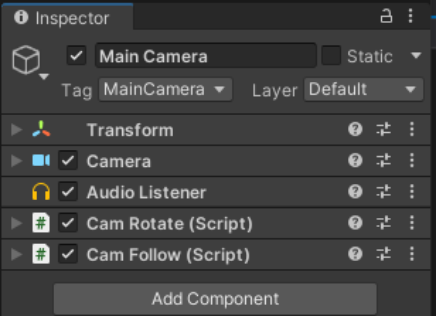 Inspector
Main Camera Static
Tag MainCamera Layer Default
Transform
Camera
Audio Listener
# Cam Rotate (Script)
# Cam Follow (Script)
Add Component